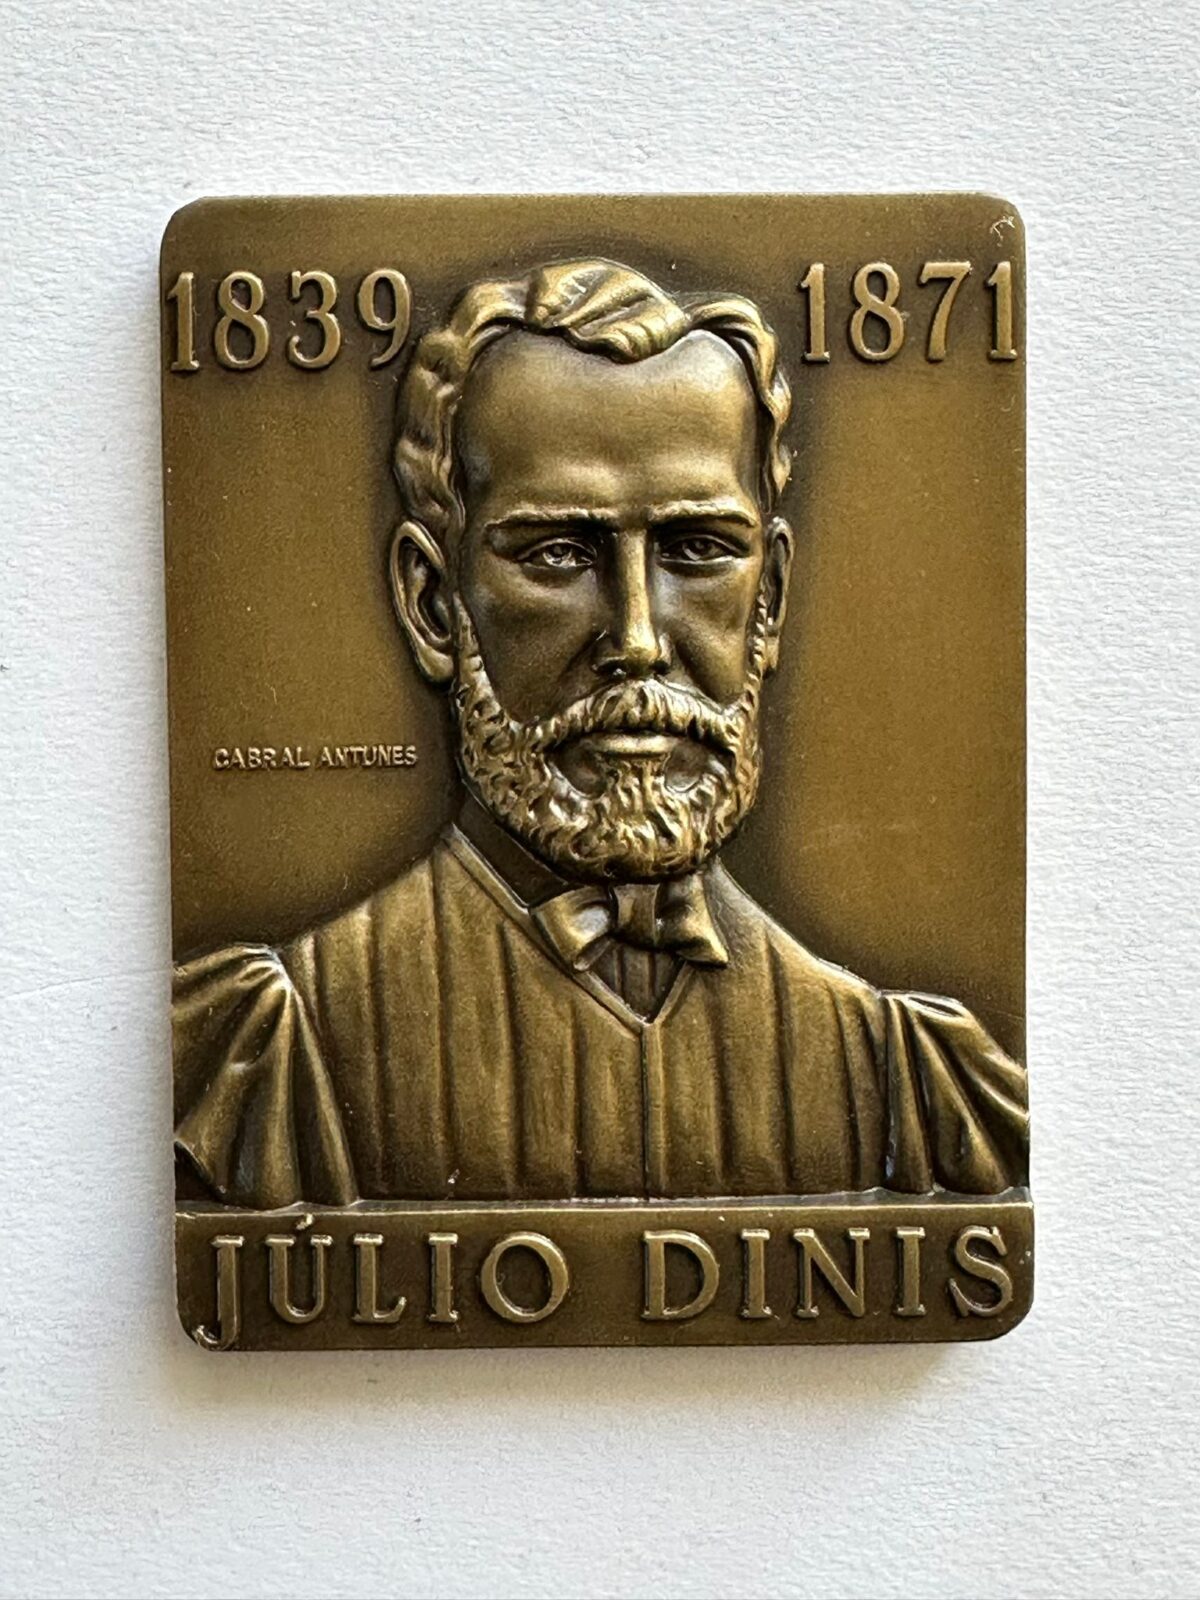 1839 1871
CABRAL ANTUNES
JÚLIO DINIS